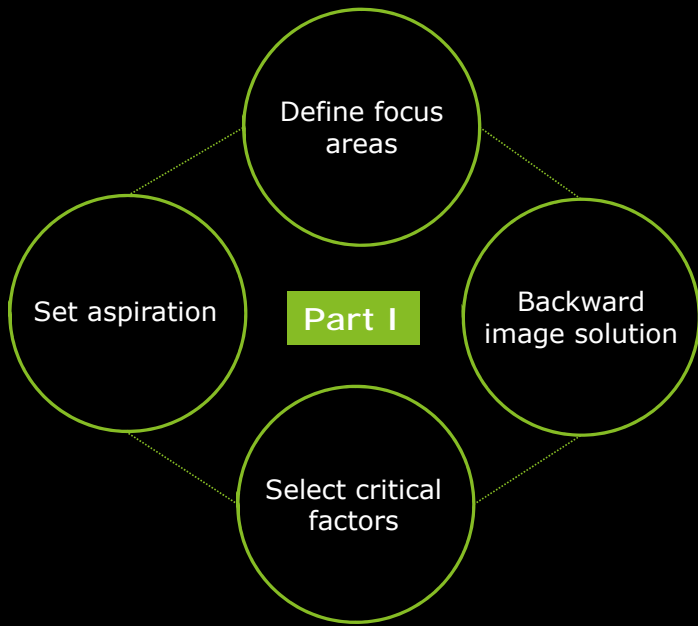 Define focus
areas
Set aspiration
Part I
Backward
image solution
Select critical
factors